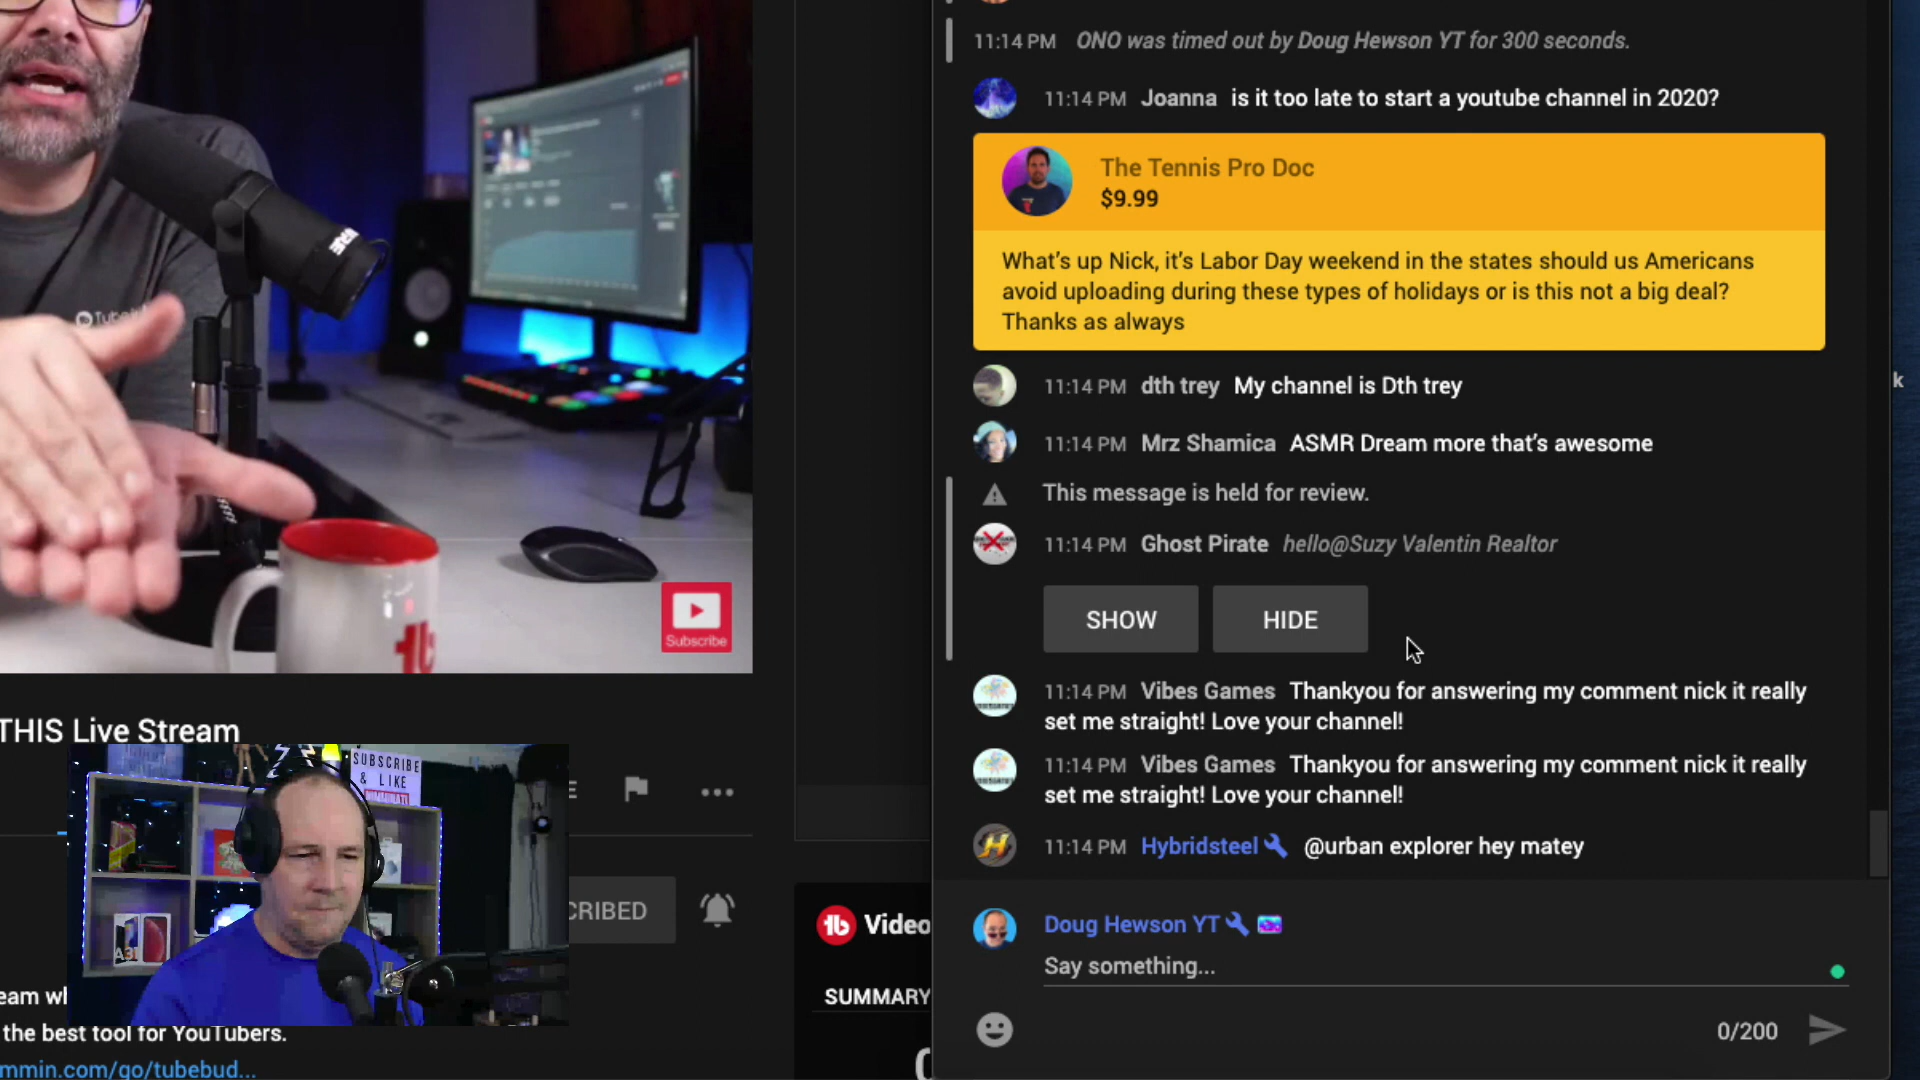 11:14 PM ONO was timed out by Doug Hewson YT for 300 seconds.
11:14 PM Joanna is it too late to start a youtube channel in 2020?
The Tennis Pro Doc
$9.99
What's up Nick, it's Labor Day weekend in the states should us Americans
avoid uploading during these types of holidays or is this not a big deal?
Thanks as always
11:14 PM dth trey My channel is Dth trey
11:14 PM Mrz Shamica ASMR Dream more that's awesome
This message is held for review.
11:14 PM Ghost Pirate hello@Suzy Valentin Realtor
SHOW HIDE
11:14 PM Vibes Games Thankyou for answering my comment nick it really
set me straight! Love your channel!
11:14 PM Vibes Games Thankyou for answering my comment nick it really
set me straight! Love your channel!
11:14 PM Hybridsteel @urban explorer hey matey
Doug Hewson YT
Say something...
0/200
k
Subscribe
THIS Live Stream
SUBSCRIBE
& LIKE
E
CRIBED
tb Video
SUMMARY
eam wh
the best tool for YouTubers.
mmin.com/go/tubebud...